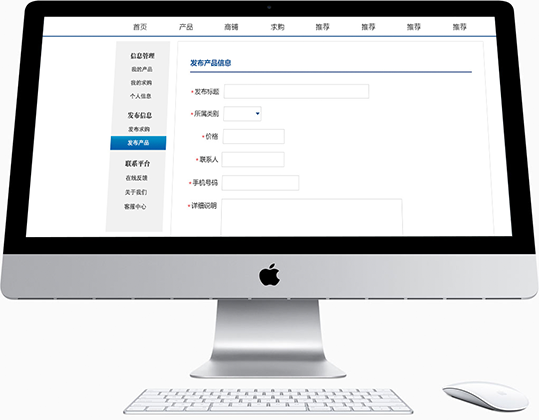 首页 产品 商铺 求购 推荐 推荐 推荐 推荐
信息管理
我的产品
我的求购
个人信息
发布信息
发布求购
发布产品
联系平台
在线反馈
关于我们
客服中心
发布产品信息
*发布标题
*所属类别
*价格
*联系人
*手机号码
*详细说明